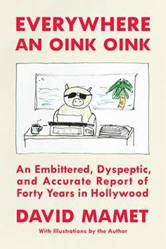 EVERYWHERE
AN OINK OINK
An Embittered, Dyspeptic,
and Accurate Report of
Forty Years in Hollywood
DAVID MAMET
With Illustrations by the Author